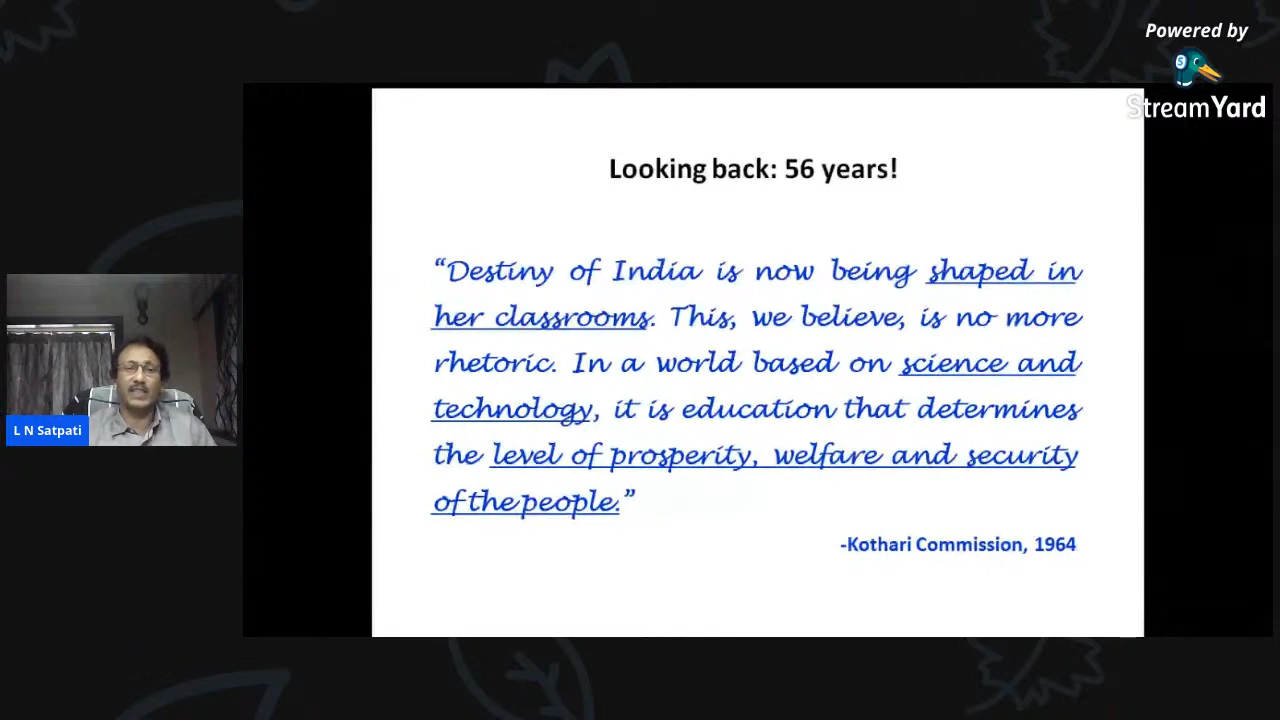 Powered by
StreamYard
Looking back: 56 years!
“Destiny of India is now being shaped in
her classrooms. This, we believe, is no more
rhetoric. In a world based on science and
technology, it is education that determines
the level of prosperity, welfare and security
of the people.”
-Kothari Commission, 1964
L N Satpati